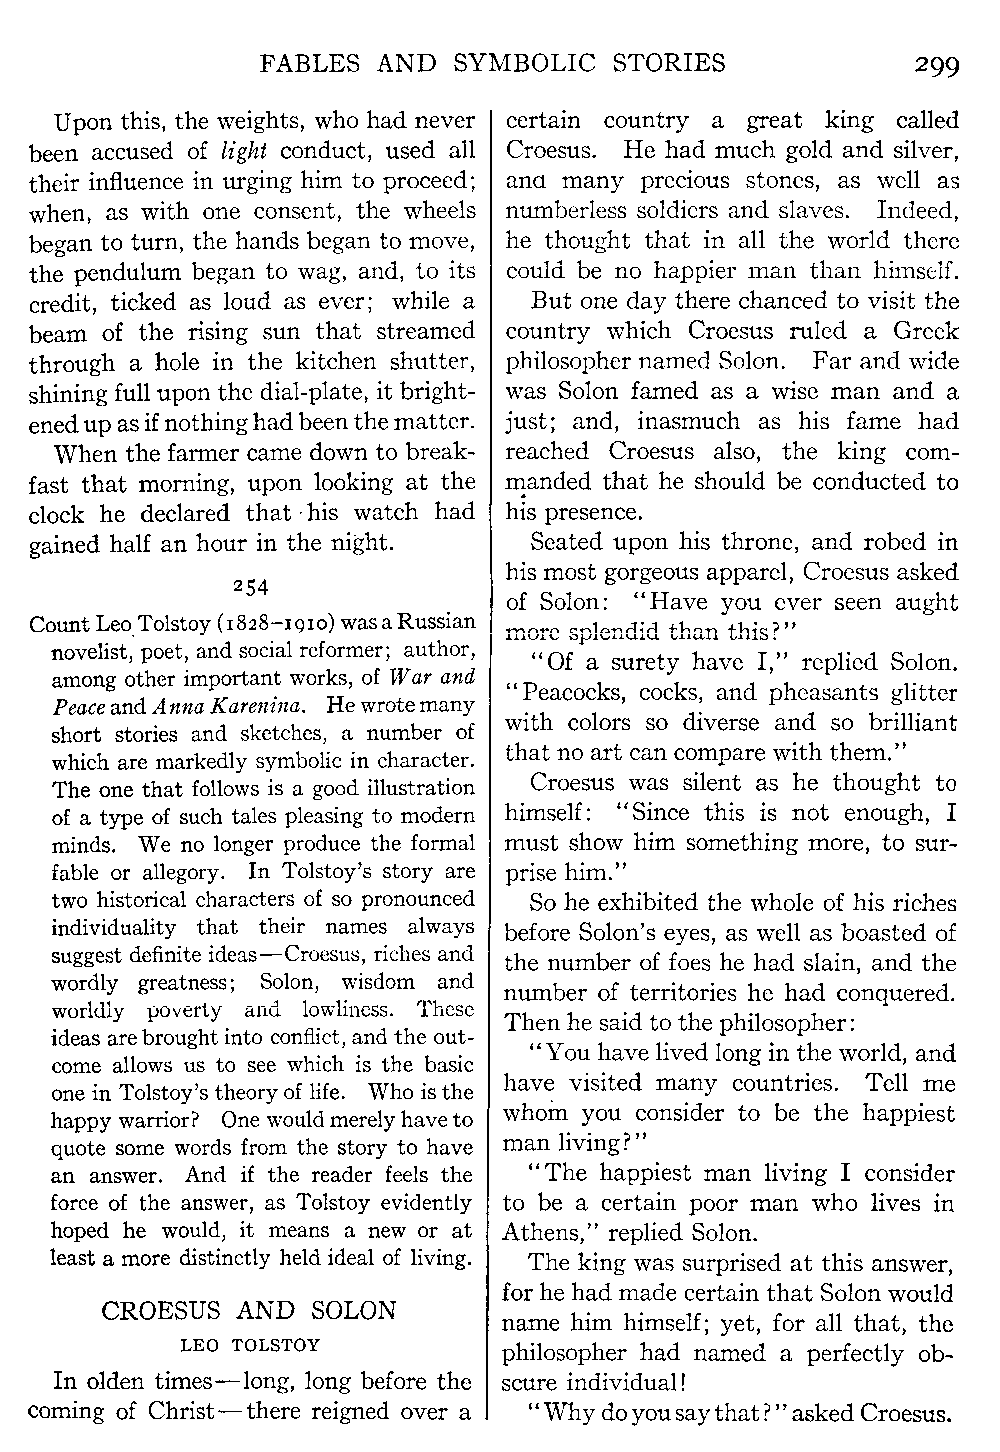 FABLES AND SYMBOLIC STORIES 299
Upon this, the weights, who had never
been accused of light conduct, used all
their influence in urging him to proceed;
when, as with one consent, the wheels
began to turn, the hands began to move,
the pendulum began to wag, and, to its
credit, ticked as loud as ever; while a
beam of the rising sun that streamed
through a hole in the kitchen shutter,
shining full upon the dial-plate, it bright-
ened up as if nothing had been the matter.
When the farmer came down to break-
fast that morning, upon looking at the
clock he declared that his watch had
gained half an hour in the night.
254
Count Leo Tolstoy (1828–1910) was a Russian
novelist, poet, and social reformer; author,
among other important works, of War and
Peace and Anna Karenina. He wrote many
short stories and sketches, a number of
which are markedly symbolic in character.
The one that follows is a good illustration
of a type of such tales pleasing to modern
minds. We no longer produce the formal
fable or allegory. In Tolstoy's story are
two historical characters of so pronounced
individuality that their names always
suggest definite ideas—Croesus, riches and
wordly greatness; Solon, wisdom and
worldly poverty and lowliness. These
ideas are brought into conflict, and the out-
come allows us to see which is the basic
one in Tolstoy's theory of life. Who is the
happy warrior? One would merely have to
quote some words from the story to have
an answer. And if the reader feels the
force of the answer, as Tolstoy evidently
hoped he would, it means a new or at
least a more distinctly held ideal of living.
CROESUS AND SOLON
LEO TOLSTOY
In olden times—long, long before the
coming of Christ—there reigned over a
certain country a great king called
Croesus. He had much gold and silver,
and many precious stones, as well as
numberless soldiers and slaves. Indeed,
he thought that in all the world there
could be no happier man than himself.
But one day there chanced to visit the
country which Croesus ruled a Greek
philosopher named Solon. Far and wide
was Solon famed as a wise man and a
just; and, inasmuch as his fame had
reached Croesus also, the king com-
manded that he should be conducted to
his presence.
Seated upon his throne, and robed in
his most gorgeous apparel, Croesus asked
of Solon: "Have you ever seen aught
more splendid than this?"
"Of a surety have I," replied Solon.
"Peacocks, cocks, and pheasants glitter
with colors so diverse and so brilliant
that no art can compare with them."
Croesus was silent as he thought to
himself: "Since this is not enough, I
must show him something more, to sur-
prise him."
So he exhibited the whole of his riches
before Solon's eyes, as well as boasted of
the number of foes he had slain, and the
number of territories he had conquered.
Then he said to the philosopher:
"You have lived long in the world, and
have visited many countries. Tell me
whom you consider to be the happiest
man living?"
"The happiest man living I consider
to be a certain poor man who lives in
Athens," replied Solon.
The king was surprised at this answer,
for he had made certain that Solon would
name him himself; yet, for all that, the
philosopher had named a perfectly ob-
scure individual!
"Why do you say that?" asked Croesus.